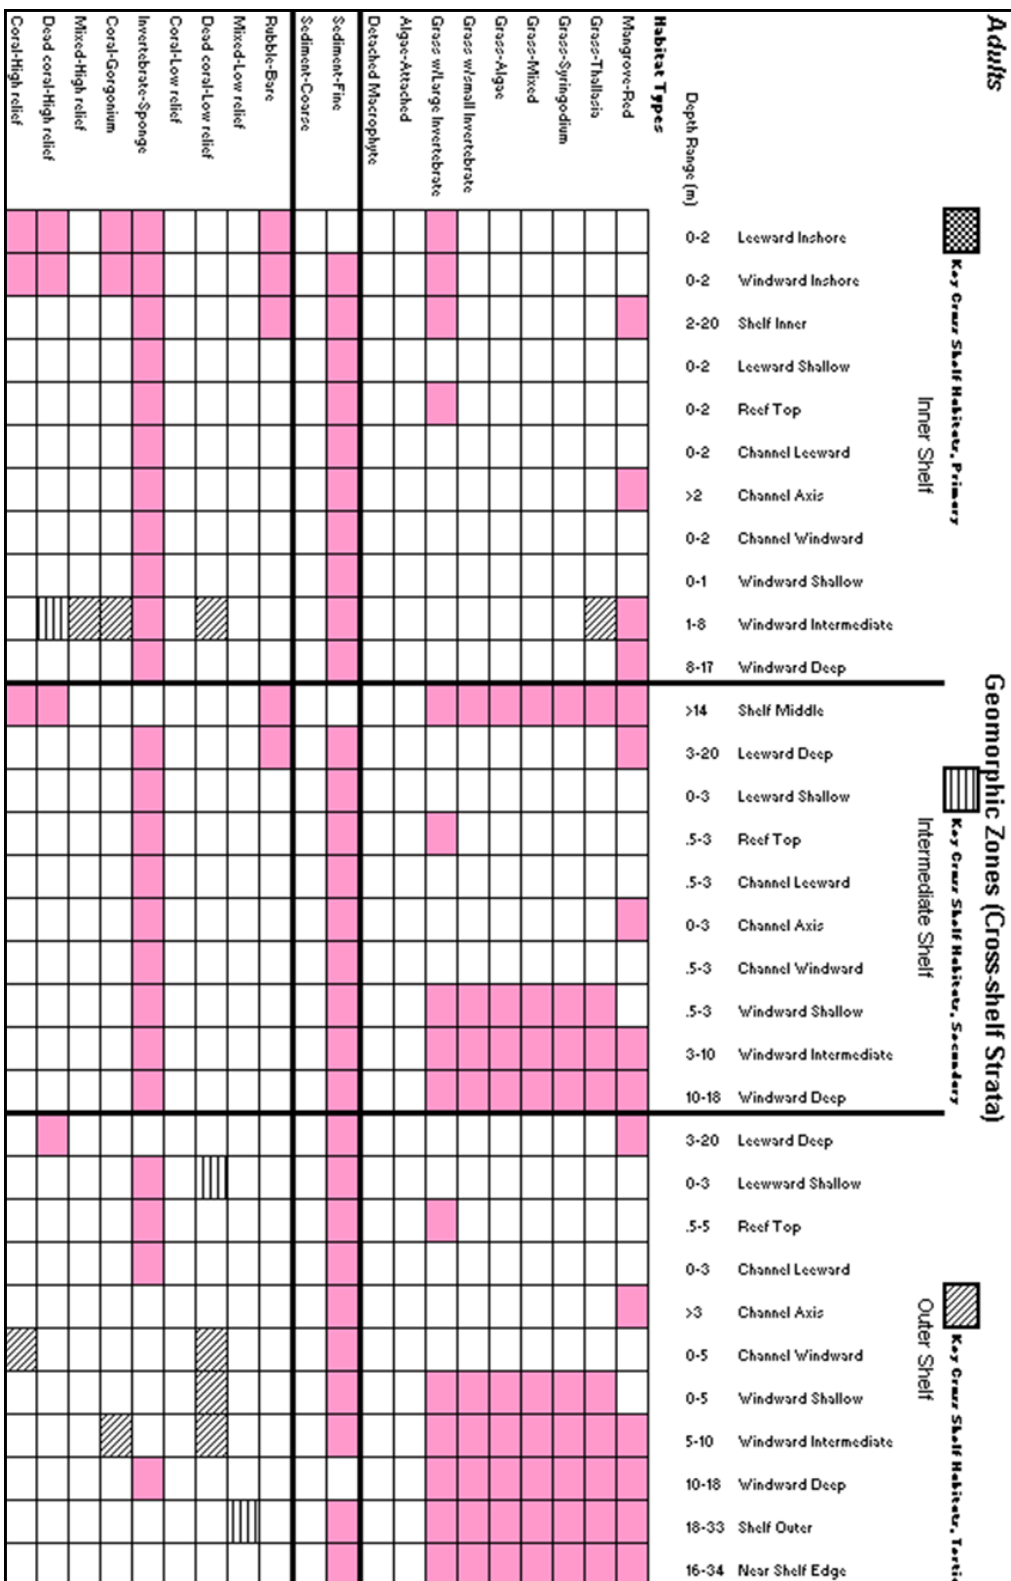 Adults
Geomorphic Zones (Cross-shelf Strata)
Key Cross Shelf Habitats, Primary
Key Cross Shelf Habitats, Secondary
Key Cross Shelf Habitats,
Inner Shelf
Intermediate Shelf
Outer Shelf
Depth Range (m)
Habitat Types
Mangrove-Red
Grass-Thallasia
Grass-Syringodium
Grass-Mixed
Grass-Algae
Grass w/small Invertebrate
Grass w/Large Invertebrate
Algae-Attached
Detached Macrophyte
Sediment-Fine
Sediment-Coarse
Rubble-Bare
Mixed-Low relief
Dead coral-Low relief
Coral-Low relief
Invertebrate-Sponge
Coral-Gorgonium
Mixed-High relief
Dead coral-High relief
Coral-High relief
0-2 Leeward Inshore
0-2 Windward Inshore
2-20 Shelf Inner
0-2 Leeward Shallow
0-2 Reef Top
0-2 Channel Leeward
>2 Channel Axis
0-2 Channel Windward
0-1 Windward Shallow
1-8 Windward Intermediate
8-17 Windward Deep
>14 Shelf Middle
3-20 Leeward Deep
0-3 Leeward Shallow
.5-3 Reef Top
.5-3 Channel Leeward
0-3 Channel Axis
.5-3 Channel Windward
.5-3 Windward Shallow
3-10 Windward Intermediate
10-18 Windward Deep
3-20 Leeward Deep
0-3 Leewward Shallow
.5-5 Reef Top
0-3 Channel Leeward
>3 Channel Axis
0-5 Channel Windward
0-5 Windward Shallow
5-10 Windward Intermediate
10-18 Windward Deep
18-33 Shelf Outer
16-34 Near Shelf Edge